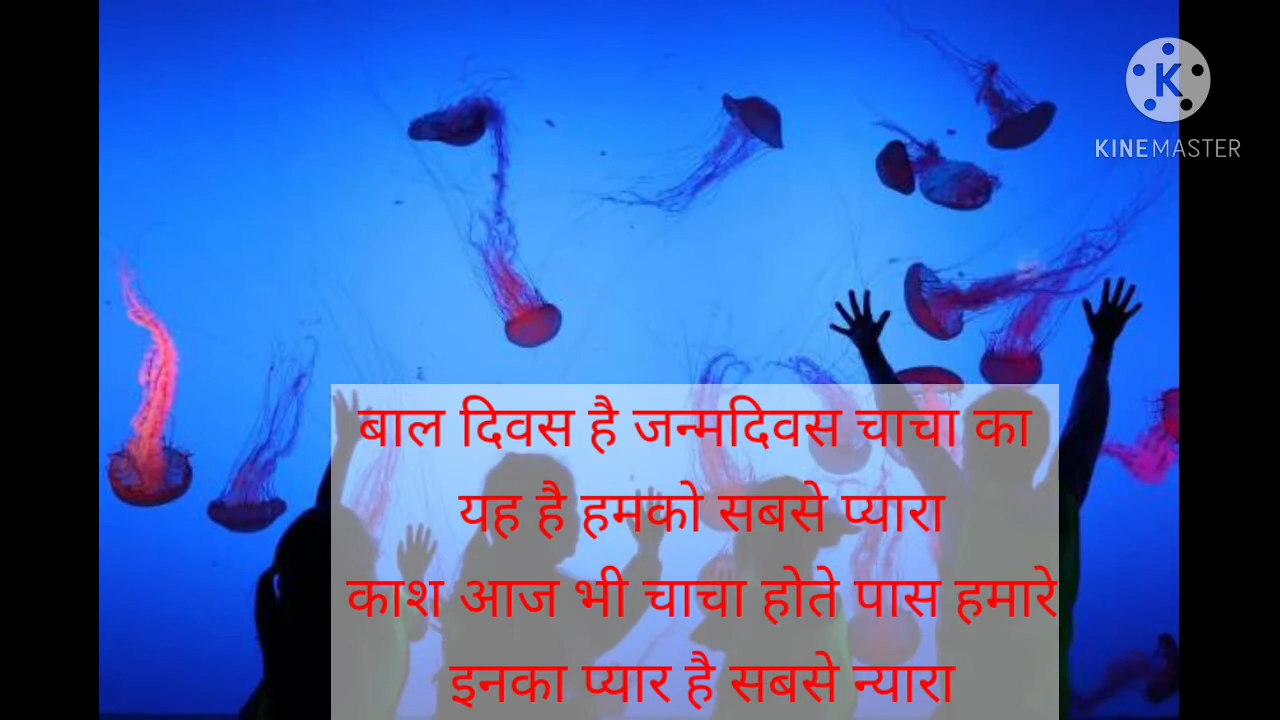 K
KINEMASTER
बाल दिवस है जन्मदिवस चाचा का
यह है हमको सबसे प्यारा
काश आज भी चाचा होते पास हमारे
इनका प्यार है सबसे न्यारा